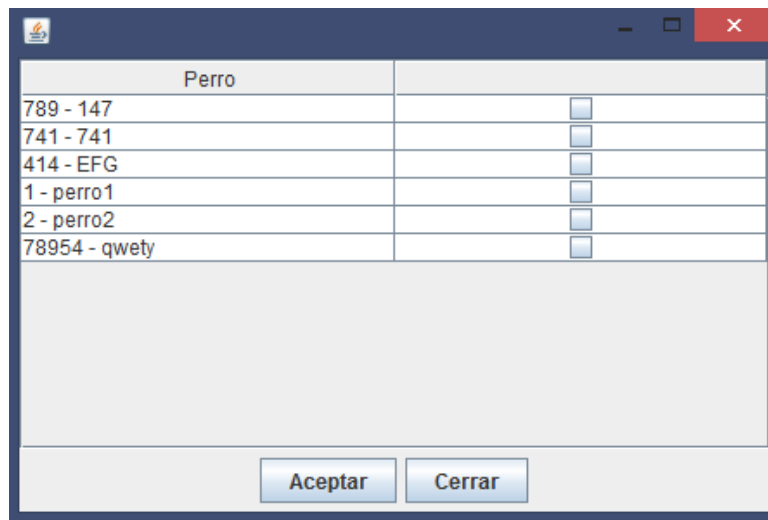 Perro
789 - 147
741 - 741
414 - EFG
1 - perro1
2 - perro2
78954 - qwety
Aceptar Cerrar